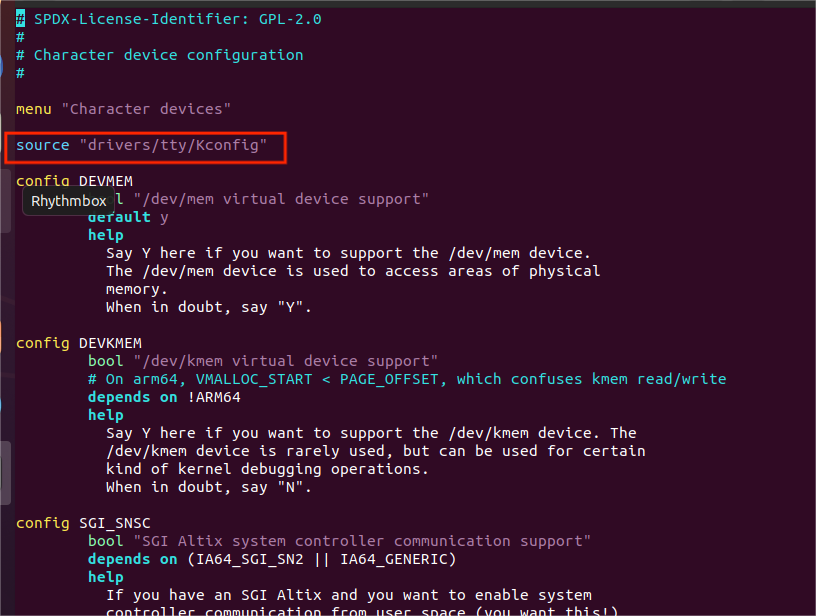 # SPDX-License-Identifier: GPL-2.0
#
# Character device configuration
#
menu "Character devices"
source "drivers/tty/Kconfig"
config DEVMEM
l "/dev/mem virtual device support"
Rhythmbox
default y
help
Say Y here if you want to support the /dev/mem device.
The /dev/mem device is used to access areas of physical
memory.
When in doubt, say "Y".
config DEVKMEM
bool "/dev/kmem virtual device support"
# On arm64, VMALLOC_START < PAGE_OFFSET, which confuses kmem read/write
depends on !ARM64
help
Say Y here if you want to support the /dev/kmem device. The
/dev/kmem device is rarely used, but can be used for certain
kind of kernel debugging operations.
When in doubt, say "N".
config SGI_SNSC
bool "SGI Altix system controller communication support"
depends on (IA64_SGI_SN2 || IA64_GENERIC)
help
If you have an SGI Altix and you want to enable system
controller communication from user space (you want this!)